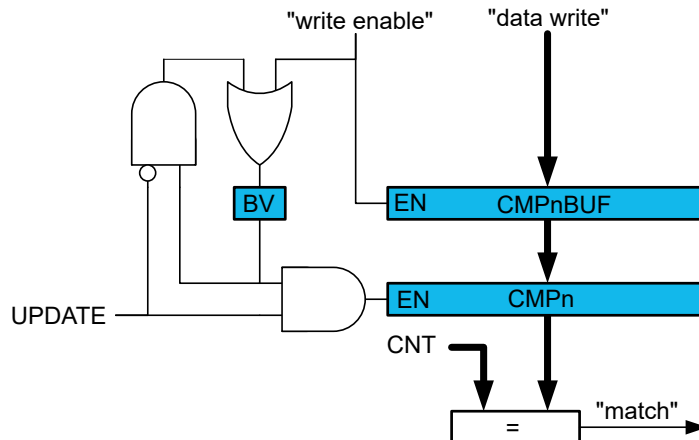 "write enable" "data write"
BV EN CMPnBUF
EN CMPn
UPDATE
CNT
= "match"